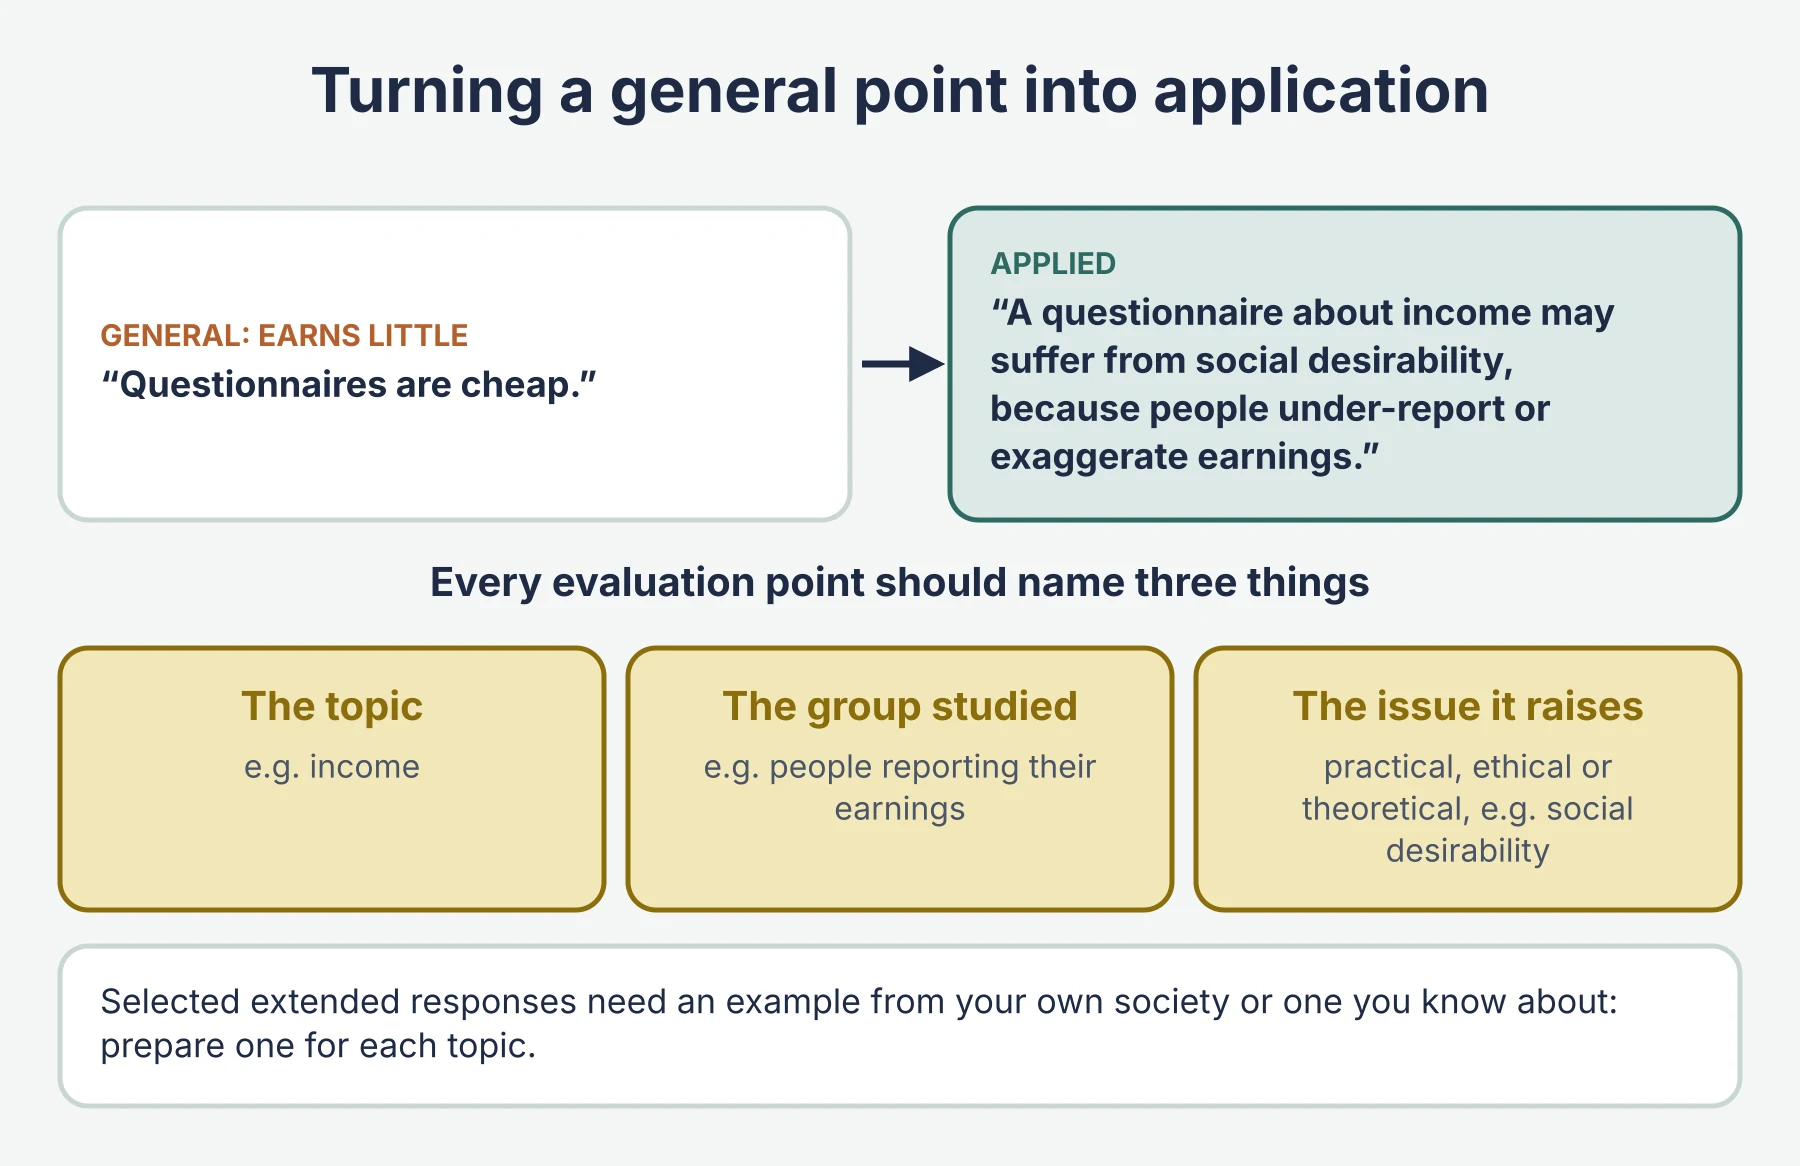 Turning a general point into application
GENERAL: EARNS LITTLE
“Questionnaires are cheap.”
APPLIED
“A questionnaire about income may
suffer from social desirability,
because people under-report or
exaggerate earnings.”
Every evaluation point should name three things
The topic
e.g. income
The group studied
e.g. people reporting their
earnings
The issue it raises
practical, ethical or
theoretical, e.g. social
desirability
Selected extended responses need an example from your own society or one you know about:
prepare one for each topic.